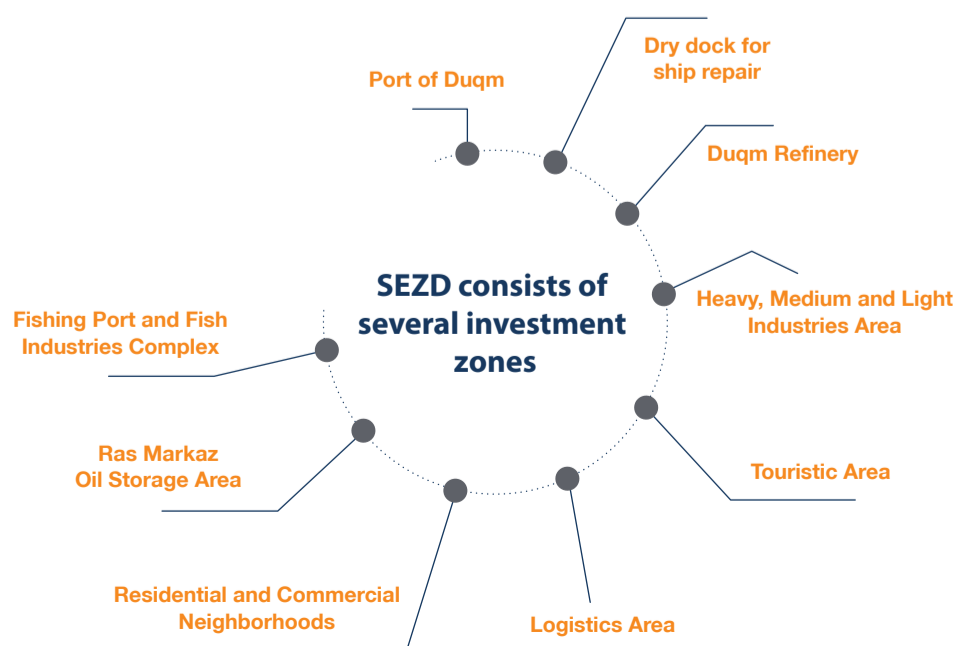 Port of Duqm
Dry dock for
ship repair
Duqm Refinery
SEZD consists of
several investment
zones
Heavy, Medium and Light
Industries Area
Touristic Area
Logistics Area
Residential and Commercial
Neighborhoods
Ras Markaz
Oil Storage Area
Fishing Port and Fish
Industries Complex